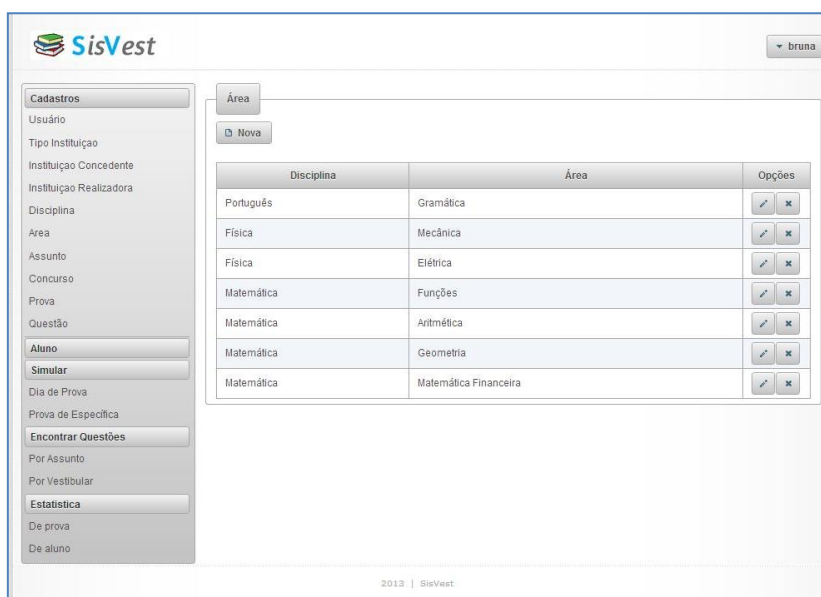 SisVest
bruna
Cadastros
Usuário
Tipo Instituiçao
Instituiçao Concedente
Instituiçao Realizadora
Disciplina
Area
Assunto
Concurso
Prova
Questão
Aluno
Simular
Dia de Prova
Prova de Específica
Encontrar Questões
Por Assunto
Por Vestibular
Estatistica
De prova
De aluno
Área
Nova
Disciplina Área Opções
Português Gramática
Física Mecânica
Física Elétrica
Matemática Funções
Matemática Aritmética
Matemática Geometria
Matemática Matemática Financeira
2013 | SisVest